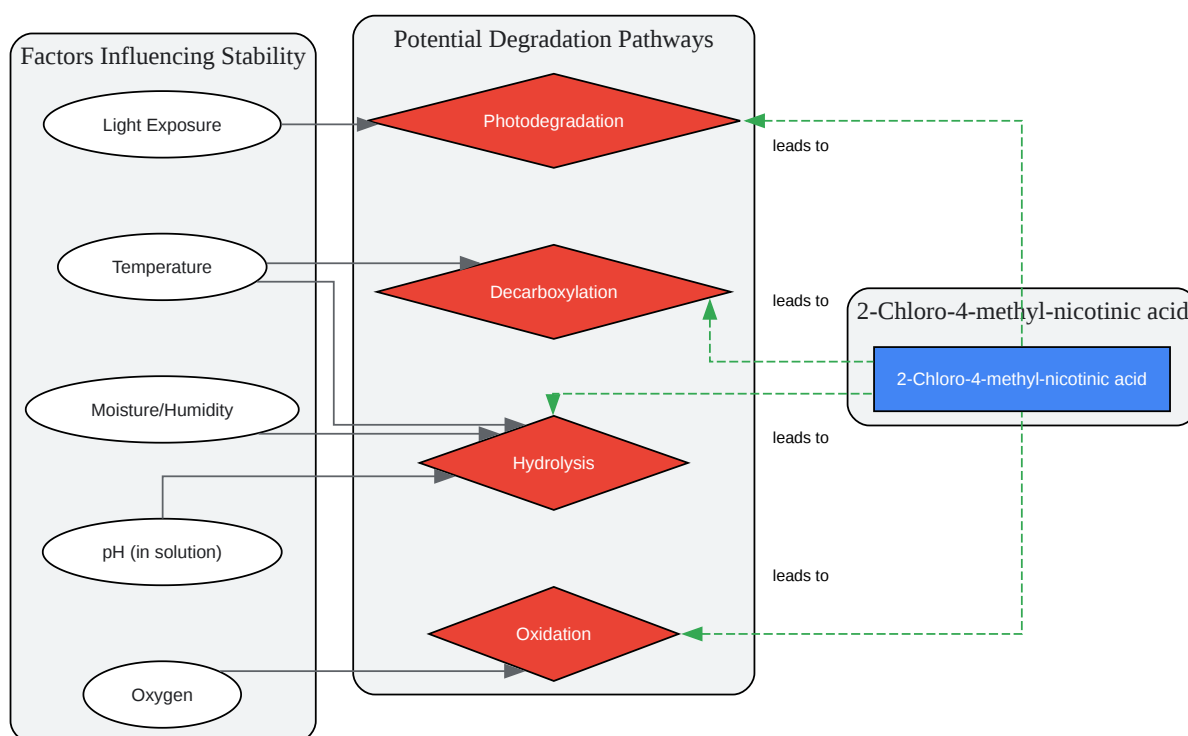 Factors Influencing Stability
Light Exposure
Temperature
Moisture/Humidity
pH (in solution)
Oxygen
Potential Degradation Pathways
Photodegradation
Decarboxylation
Hydrolysis
Oxidation
leads to
leads to
leads to
leads to
2-Chloro-4-methyl-nicotinic acid
2-Chloro-4-methyl-nicotinic acid